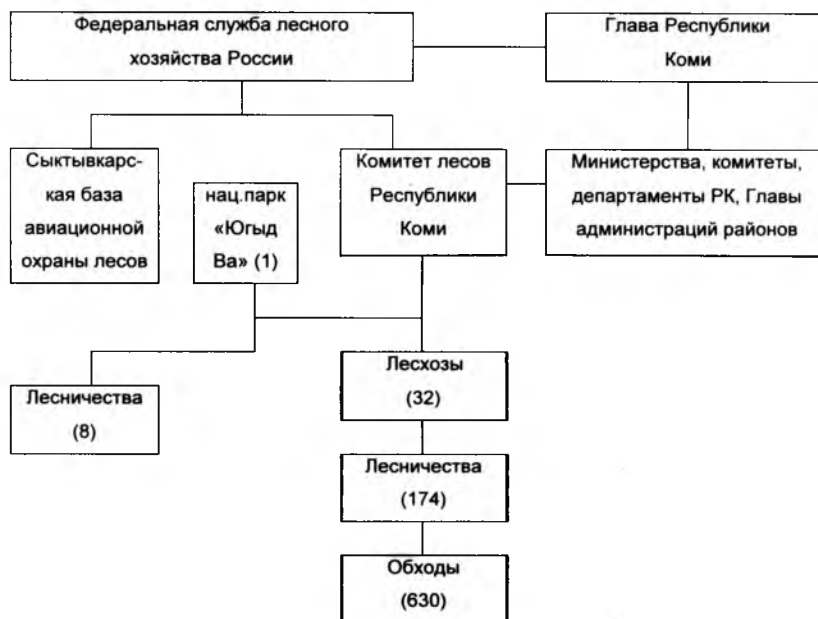 Федеральная служба лесного
хозяйства России
Глава Республики
Коми
Сыктывкарс-
кая база
авиационной
охраны лесов
нац.парк
«Югыд
Ва» (1)
Комитет лесов
Республики
Коми
Министерства, комитеты,
департаменты РК, Главы
администраций районов
Лесничества
(8)
Лесхозы
(32)
Лесничества
(174)
Обходы
(630)